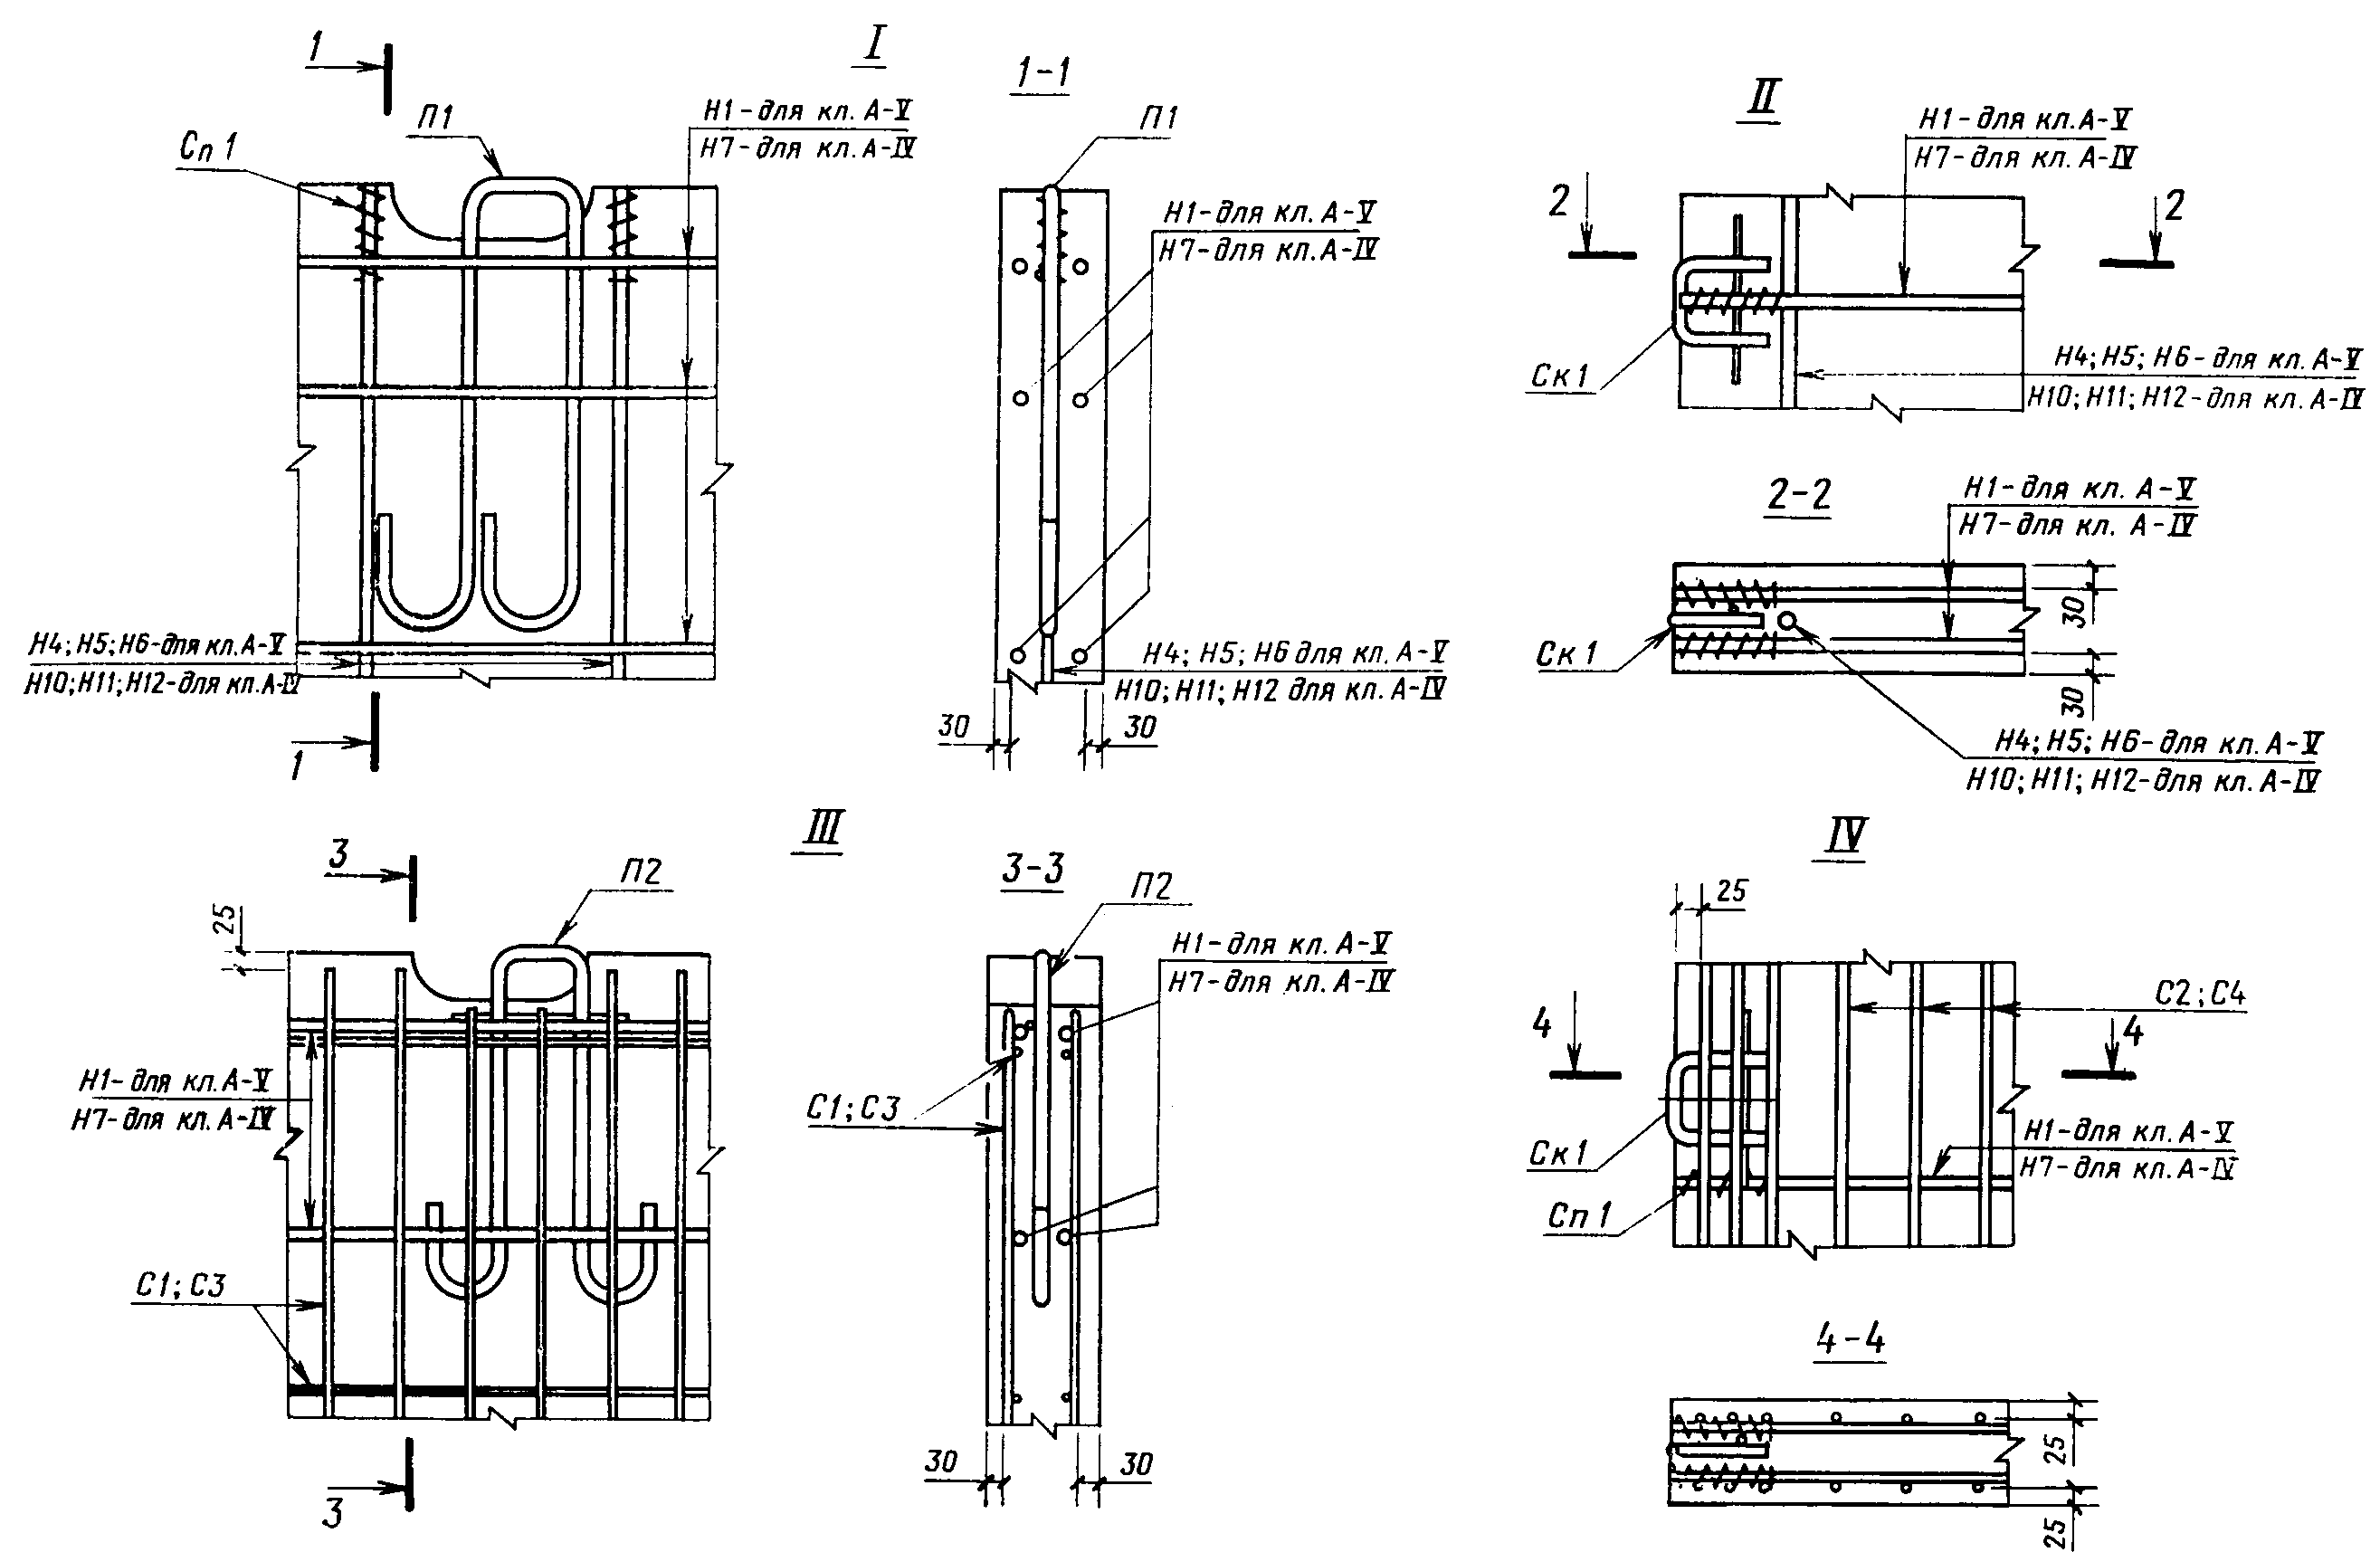 I
1
Сп 1
П1
Н1-для кл. А-V
Н7-для кл. А-IV
Н4; Н5; Н6-для кл. А-V
Н10; Н11; Н12-для кл. А-IV
1
1-1
П1
Н1-для кл. А-V
Н7-для кл. А-IV
Н4; Н5; Н6 для кл. А-V
Н10; Н11; Н12 для кл. А-IV
30
30
II
Н1-для кл. А-V
Н7-для кл. А-IV
2
2
Ск 1
Н4; Н5; Н6-для кл. А-V
Н10; Н11; Н12-для кл. А-IV
2-2
Н1-для кл. А-V
Н7-для кл. А-IV
30
Ск 1
30
Н4; Н5; Н6-для кл. А-V
Н10; Н11; Н12-для кл. А-IV
III
3
П2
25
Н1-для кл. А-V
Н7-для кл. А-IV
С1; С3
3
3-3
П2
Н1-для кл. А-V
Н7-для кл. А-IV
С1; С3
30
30
IV
25
С2; С4
4
4
Ск 1
Н1-для кл. А-V
Н7-для кл. А-IV
Сп 1
4-4
25
25